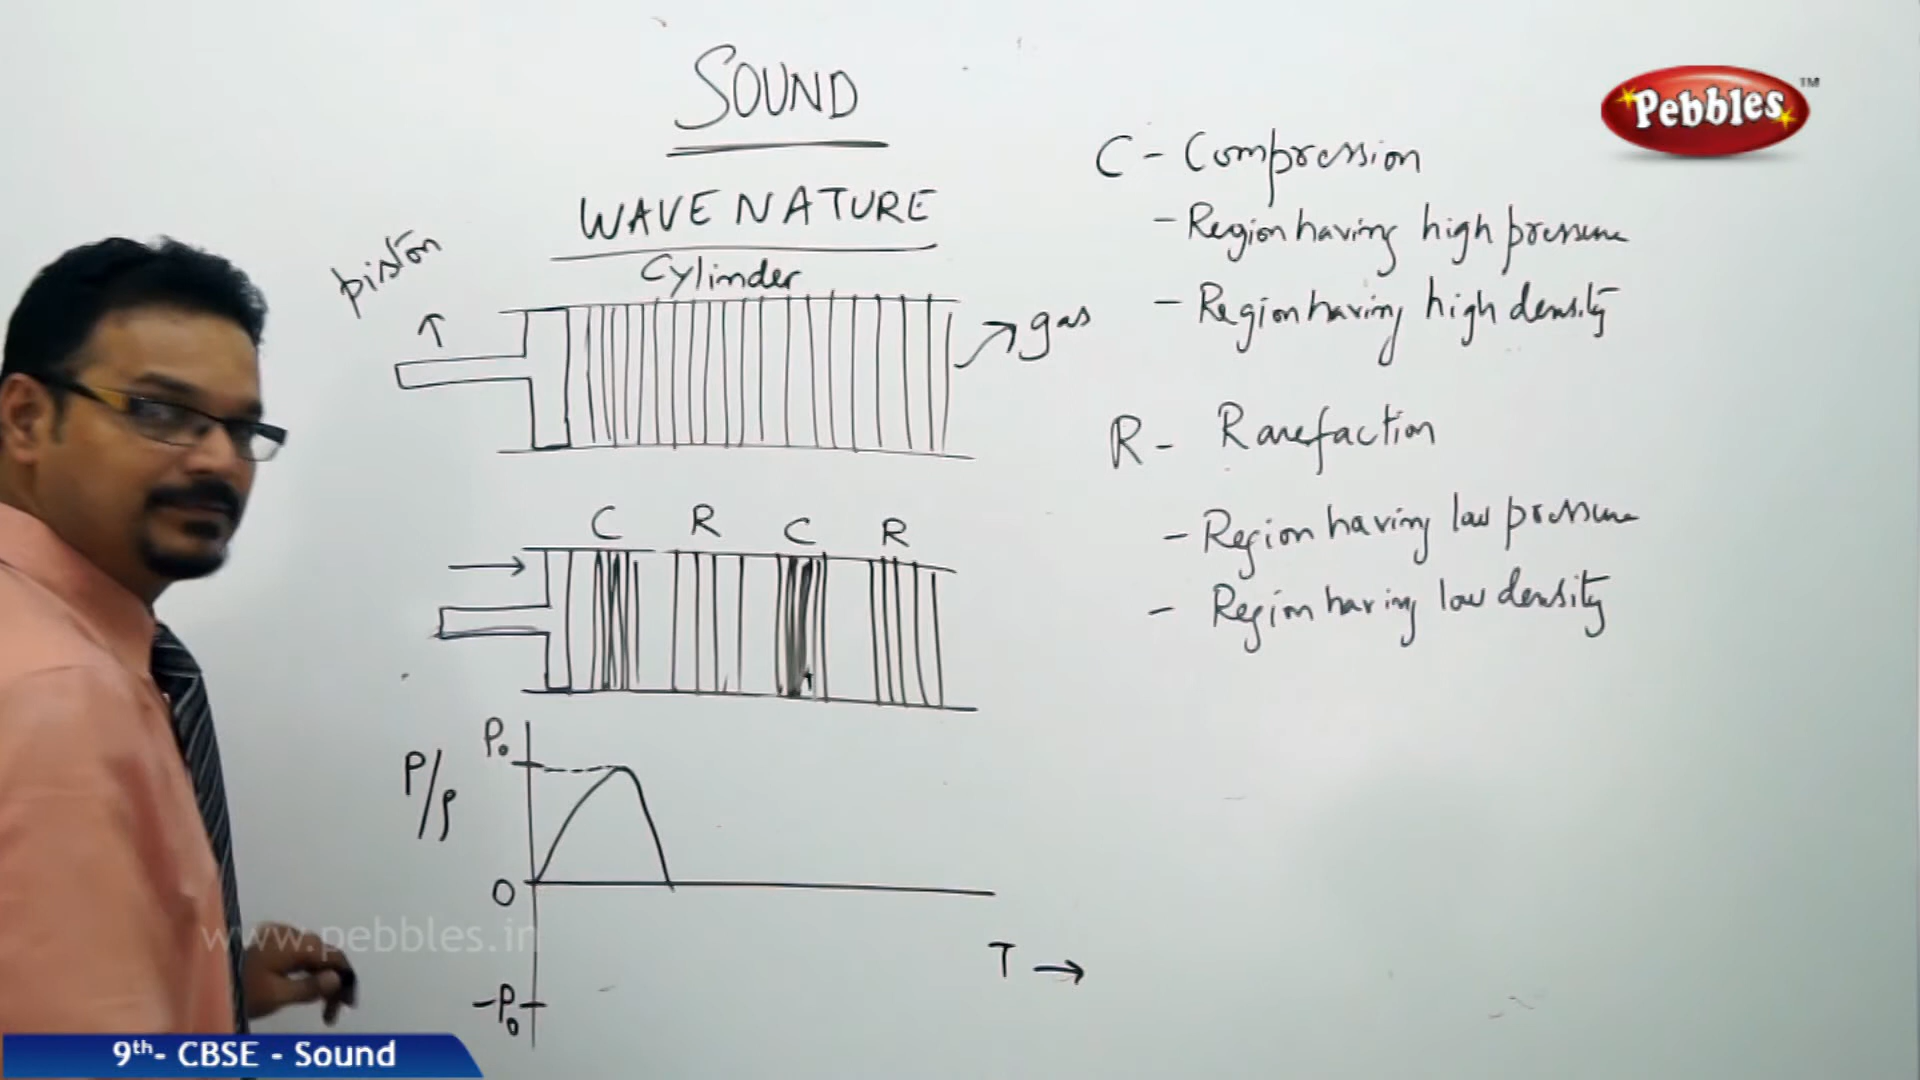 SOUND
WAVE NATURE
piston
Cylinder
gas
C R C R
P/ρ
P₀
0
-P₀
T →
C - Compression
- Region having high pressure
- Region having high density
R - Rarefaction
- Region having low pressure
- Region having low density
Pebbles™
www.pebbles.in
9th- CBSE - Sound